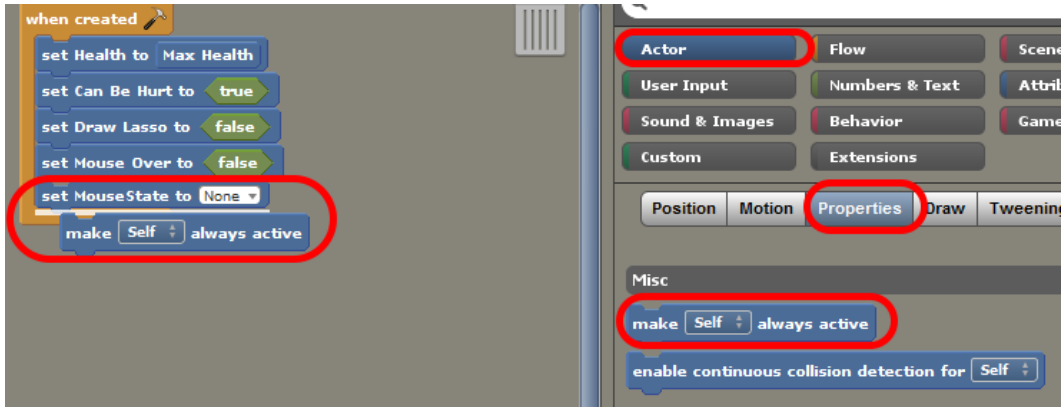 when created
set Health to Max Health
set Can Be Hurt to true
set Draw Lasso to false
set Mouse Over to false
set MouseState to None
make Self always active
Actor Flow Scene
User Input Numbers & Text Attrib
Sound & Images Behavior Game
Custom Extensions
Position Motion Properties Draw Tweening
Misc
make Self always active
enable continuous collision detection for Self